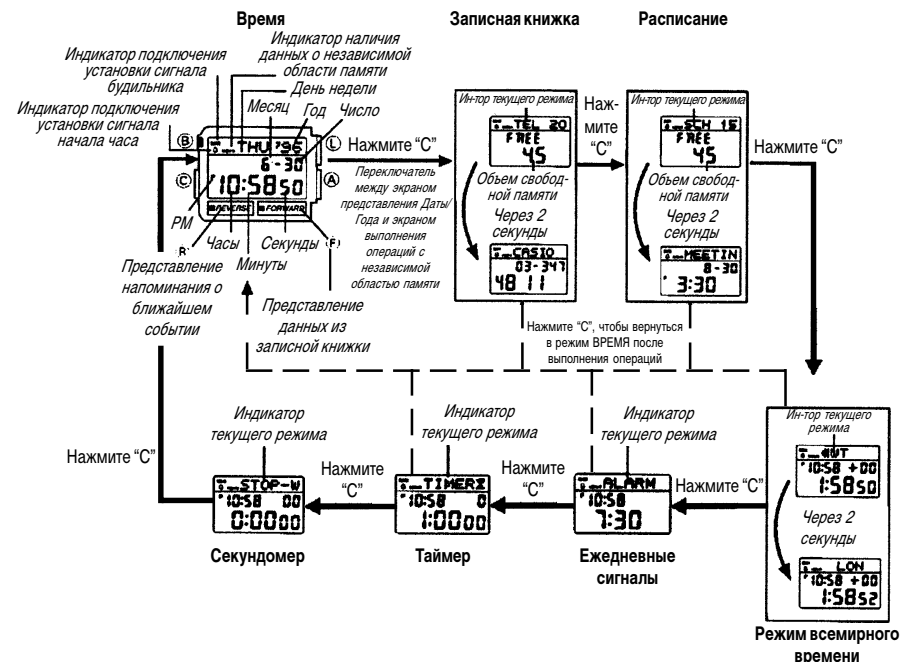 Время
Записная книжка
Расписание
Индикатор подключения
установки сигнала
будильника
Индикатор наличия
данных о независимой
области памяти
День недели
Индикатор подключения
установки сигнала
начала часа
Месяц
Год
Число
B
L
C
A
THU '96
6-30
10:58 50
REVERSE
FORWARD
PM
Часы
Секунды
F
R
Минуты
Представление
напоминания о
ближайшем
событии
Представление
данных из
записной книжки
Нажмите “C”
Переключатель
между экраном
представления Даты/
Года и экраном
выполнения
операций с
независимой
областью памяти
Ин-тор текущего режима
TEL 20
FREE
45
Объем свобод-
ной памяти
Через 2
секунды
CASIO
03-347
48 11
Наж-
мите
“C”
Ин-тор текущего режима
SCH 15
FREE
45
Объем свобод-
ной памяти
Через 2
секунды
MEETIN
8-30
3:30
Нажмите “C”
Нажмите “C”, чтобы вернуться
в режим ВРЕМЯ после
выполнения операций
Ин-тор текущего
режима
WT
10:58 +00
1:58 50
Через 2
секунды
LON
10:58 +00
1:58 52
Режим всемирного
времени
Нажмите “C”
Индикатор
текущего режима
ALARM
10:58
7:30
Ежедневные
сигналы
Нажмите
“C”
Индикатор
текущего режима
TIMER
10:58 0
1:00 00
Таймер
Нажмите
“C”
Индикатор
текущего режима
STOP-W
10:58 00
0:00 00
Секундомер
Нажмите “C”